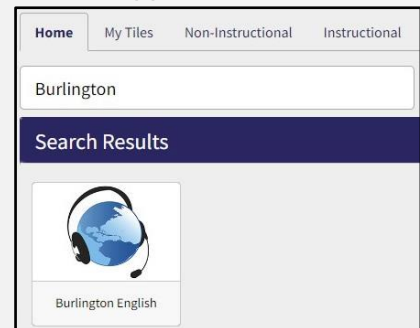 Home My Tiles Non-Instructional Instructional
Burlington
Search Results
Burlington English